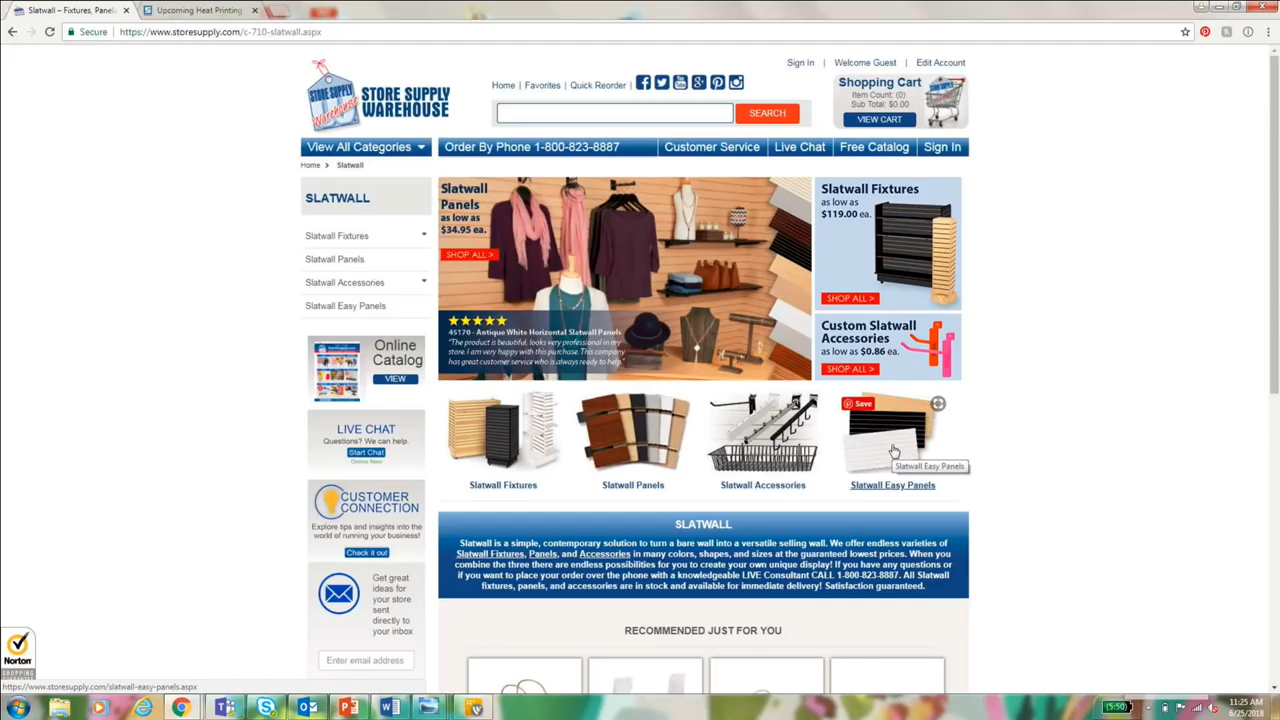 Slatwall – Fixtures, Panel
Upcoming Heat Printing
Secure
https://www.storesupply.com/c-710-slatwall.aspx
Sign In | Welcome Guest | Edit Account
STORE SUPPLY
Warehouse
STORE SUPPLY
WAREHOUSE
Home | Favorites | Quick Reorder
SEARCH
Shopping Cart
Item Count: (0)
Sub Total: $0.00
VIEW CART
View All Categories
Order By Phone 1-800-823-8887
Customer Service
Live Chat
Free Catalog
Sign In
Home > Slatwall
SLATWALL
Slatwall Fixtures
Slatwall Panels
Slatwall Accessories
Slatwall Easy Panels
Slatwall
Panels
as low as
$34.95 ea.
SHOP ALL >
45170 - Antique White Horizontal Slatwall Panels
"The product is beautiful, looks very professional in my
store. I am very happy with this purchase. This company
has great customer service who is always ready to help."
Slatwall Fixtures
as low as
$119.00 ea.
SHOP ALL >
Custom Slatwall
Accessories
as low as $0.86 ea.
SHOP ALL >
Online
Catalog
VIEW
LIVE CHAT
Questions? We can help.
Start Chat
Online Now
CUSTOMER
CONNECTION
Explore tips and insights into the
world of running your business!
Check it out
Get great
ideas for
your store
sent
directly to
your inbox
Enter email address
Save
Slatwall Easy Panels
Slatwall Fixtures
Slatwall Panels
Slatwall Accessories
Slatwall Easy Panels
SLATWALL
Slatwall is a simple, contemporary solution to turn a bare wall into a versatile selling wall. We offer endless varieties of
Slatwall Fixtures, Panels, and Accessories in many colors, shapes, and sizes at the guaranteed lowest prices. When you
combine the three there are endless possibilities for you to create your own unique display! If you have any questions or
if you want to place your order over the phone with a knowledgeable LIVE Consultant CALL 1-800-823-8887. All Slatwall
fixtures, panels, and accessories are in stock and available for immediate delivery! Satisfaction guaranteed.
RECOMMENDED JUST FOR YOU
Norton
SHOPPING
https://www.storesupply.com/slatwall-easy-panels.aspx
(5:50)
11:25 AM
6/25/2018